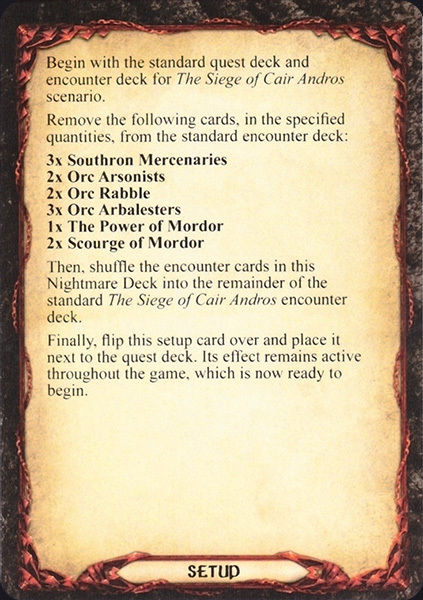 Begin with the standard quest deck and
encounter deck for The Siege of Cair Andros
scenario.
Remove the following cards, in the specified
quantities, from the standard encounter deck:
3x Southron Mercenaries
2x Orc Arsonists
2x Orc Rabble
3x Orc Arbalesters
1x The Power of Mordor
2x Scourge of Mordor
Then, shuffle the encounter cards in this
Nightmare Deck into the remainder of the
standard The Siege of Cair Andros encounter
deck.
Finally, flip this setup card over and place it
next to the quest deck. Its effect remains active
throughout the game, which is now ready to
begin.
SETUP